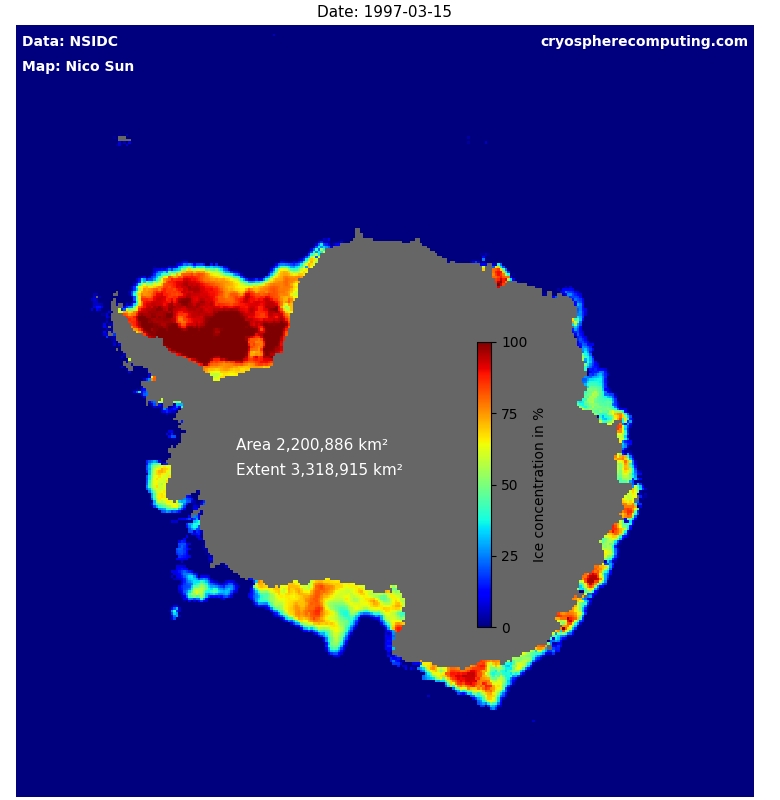 Date: 1997-03-15
Data: NSIDC
cryospherecomputing.com
Map: Nico Sun
100
75
50
25
0
Ice concentration in %
Area 2,200,886 km²
Extent 3,318,915 km²